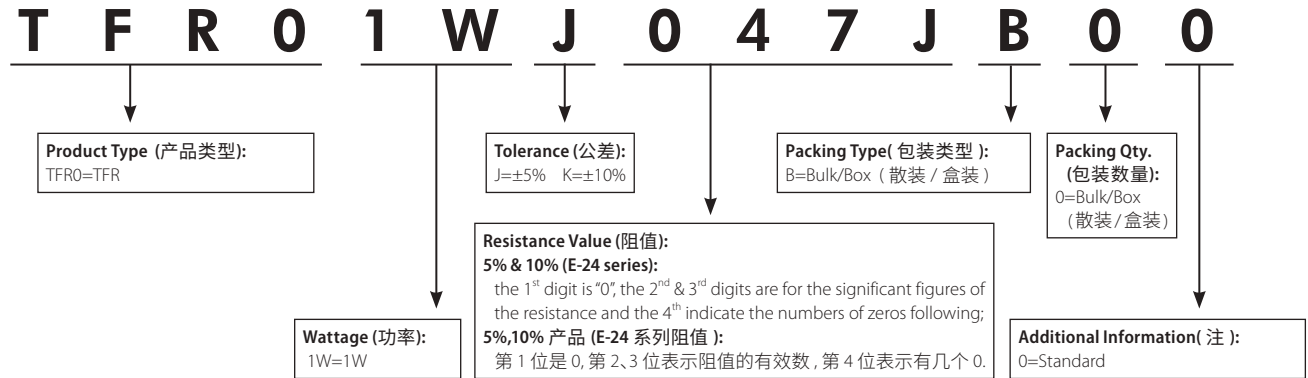 T F R 0 1 W J 0 4 7 J B 0 0
Product Type (产品类型):
TFR0=TFR
Tolerance (公差):
J=±5% K=±10%
Packing Type( 包装类型 ):
B=Bulk/Box ( 散装 / 盒装 )
Packing Qty.
(包装数量):
0=Bulk/Box
(散装/盒装)
Resistance Value (阻值):
5% & 10% (E-24 series):
the 1st digit is "0", the 2nd & 3rd digits are for the significant figures of
the resistance and the 4th indicate the numbers of zeros following;
5%,10% 产品 (E-24 系列阻值 ):
第 1 位是 0, 第 2、3 位表示阻值的有效数 , 第 4 位表示有几个 0.
Wattage (功率):
1W=1W
Additional Information( 注 ):
0=Standard